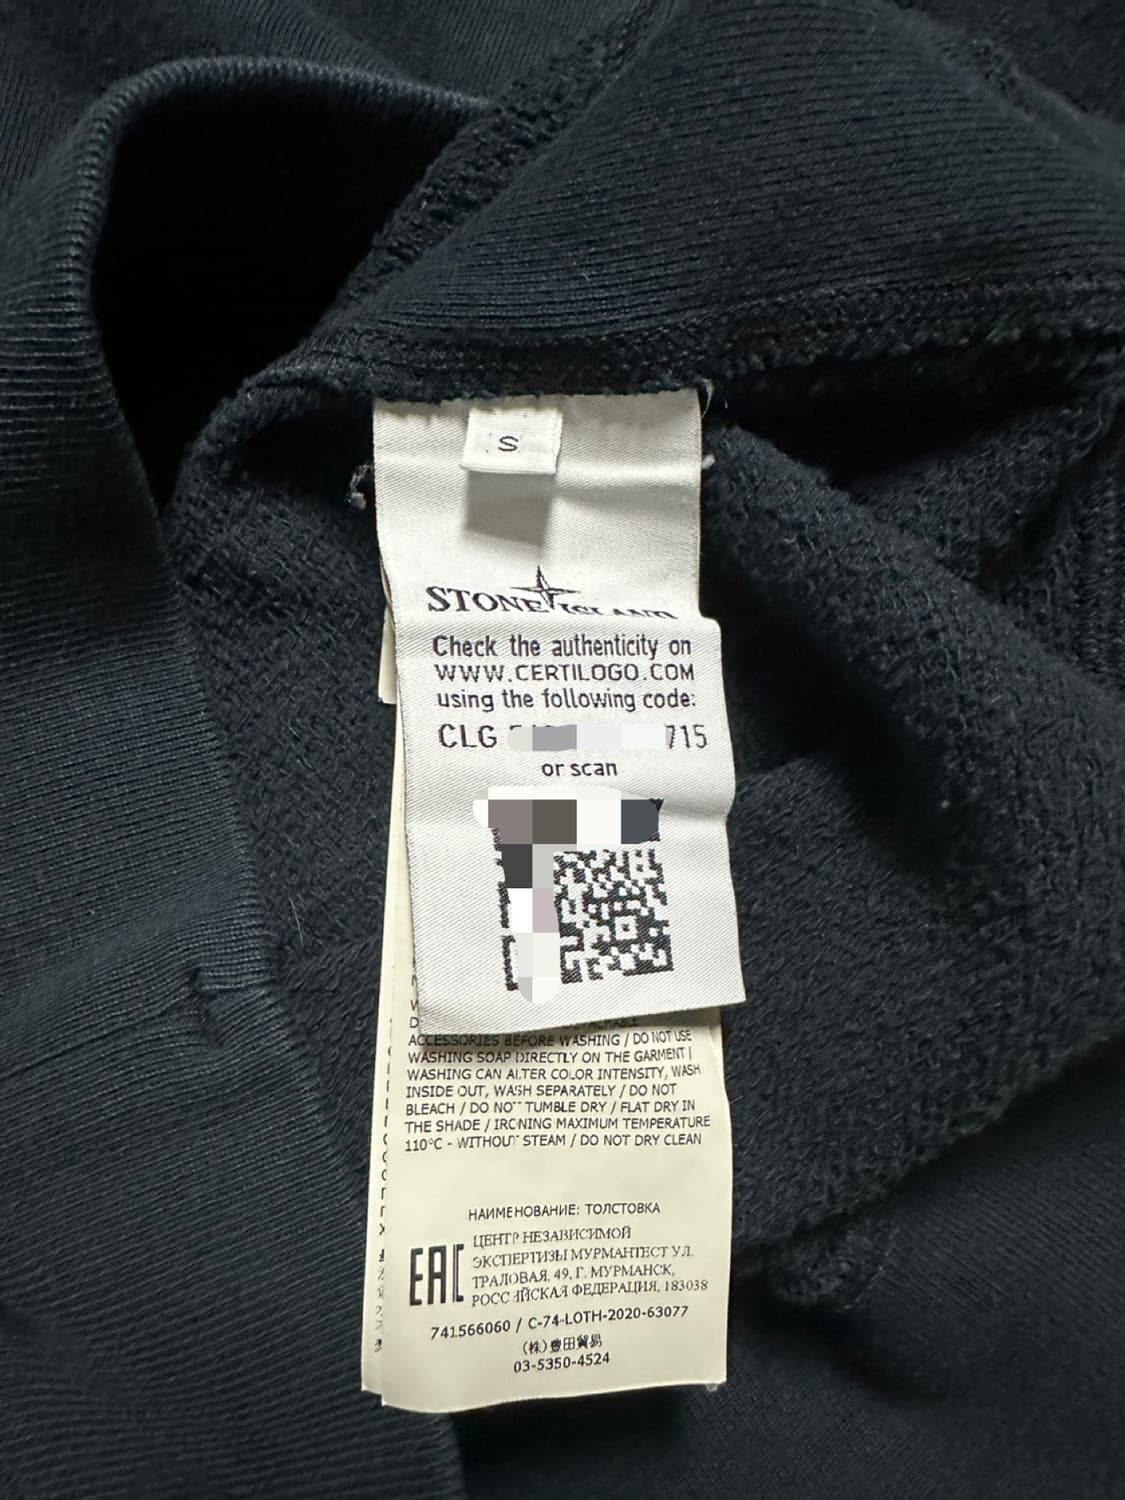 S
STONE ISLAND
Check the authenticity on
WWW.CERTILOGO.COM
using the following code:
CLG 715
or scan
ACCESSORIES BEFORE WASHING / DO NOT USE
WASHING SOAP DIRECTLY ON THE GARMENT |
WASHING CAN ALTER COLOR INTENSITY, WASH
INSIDE OUT, WASH SEPARATELY / DO NOT
BLEACH / DO NOT TUMBLE DRY / FLAT DRY IN
THE SHADE / IRONING MAXIMUM TEMPERATURE
110°C - WITHOUT STEAM / DO NOT DRY CLEAN
НАИМЕНОВАНИЕ: ТОЛСТОВКА
EAC
ЦЕНТР НЕЗАВИСИМОЙ
ЭКСПЕРТИЗЫ МУРМАНТЕСТ УЛ.
ТРАЛОВАЯ, 49, Г. МУРМАНСК,
РОССИЙСКАЯ ФЕДЕРАЦИЯ, 183038
741566060 / C-74-LOTH-2020-63077
(株)豊田貿易
03-5350-4524